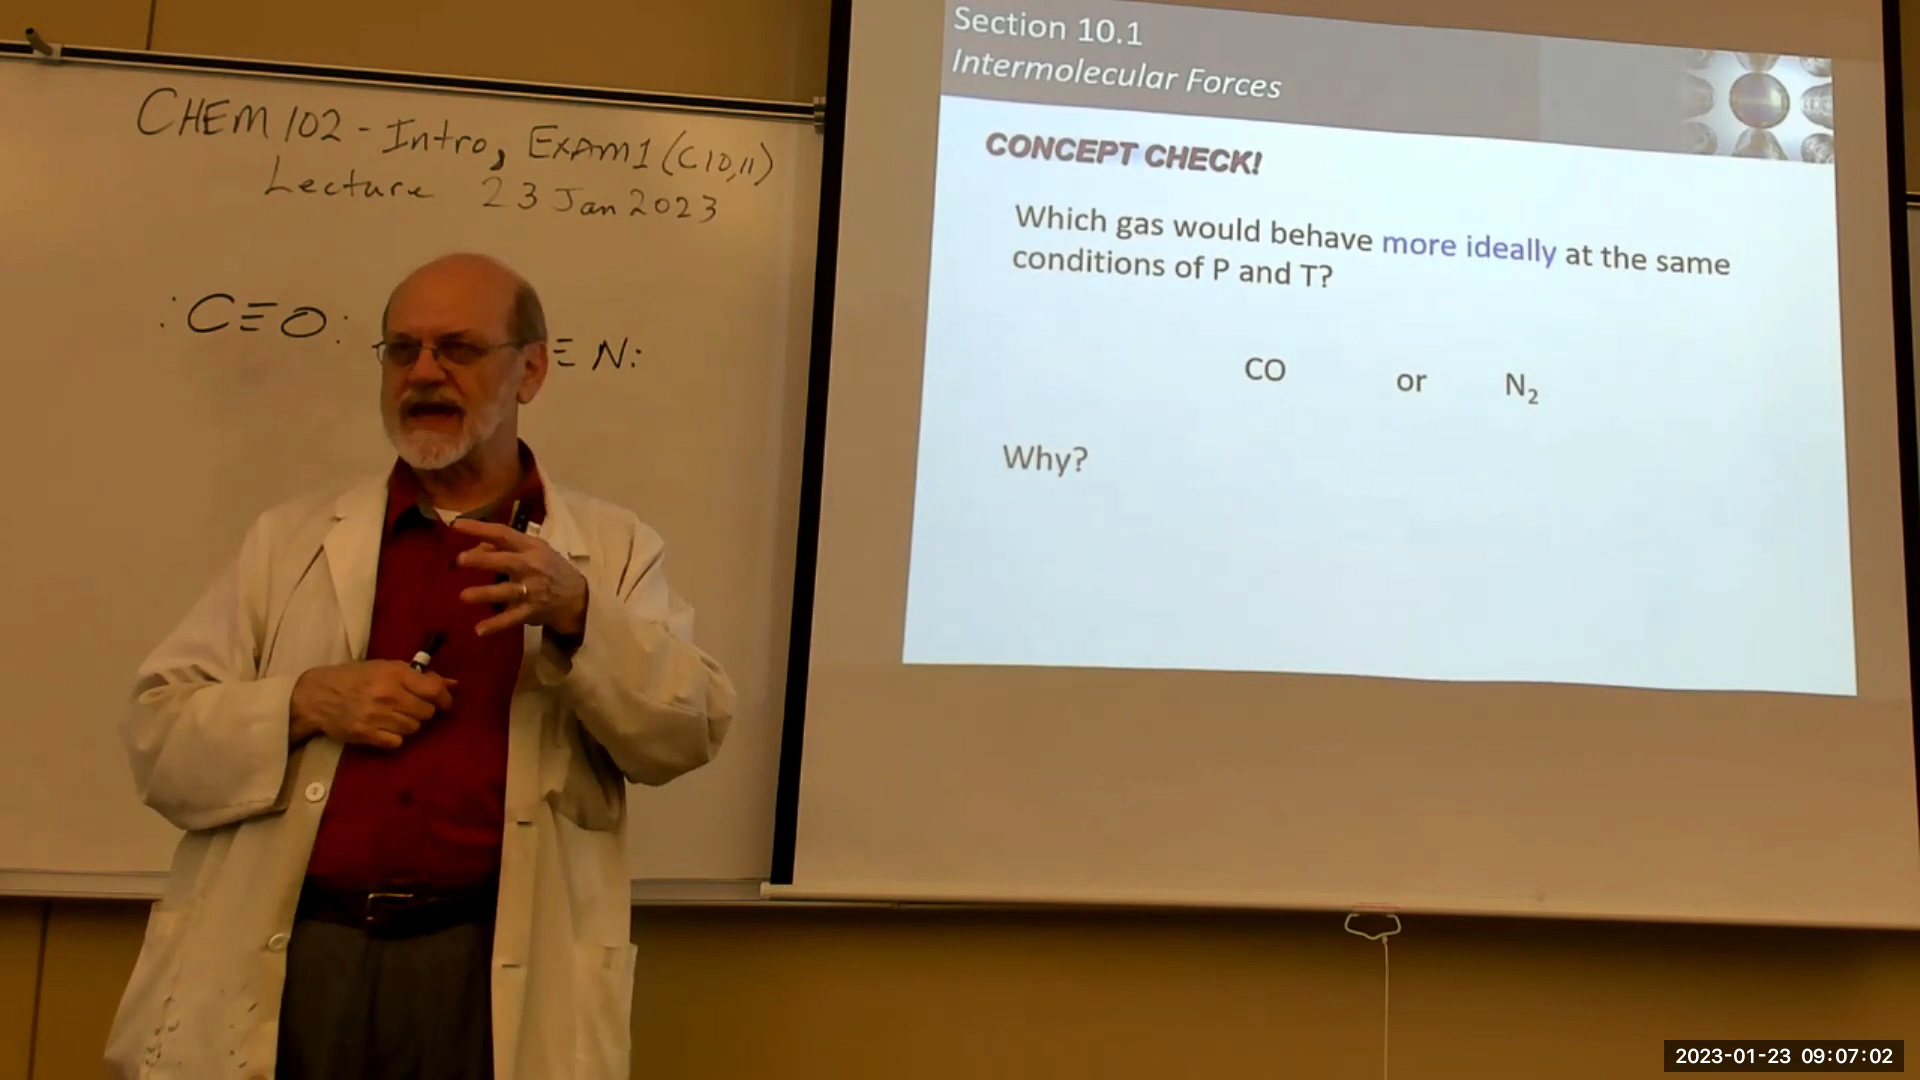 CHEM 102 - Intro, EXAM 1 (C10,11)
Lecture 23 Jan 2023
:C≡O:
≡ N:
Section 10.1
Intermolecular Forces
CONCEPT CHECK!
Which gas would behave more ideally at the same
conditions of P and T?
CO or N₂
Why?
2023-01-23 09:07:02